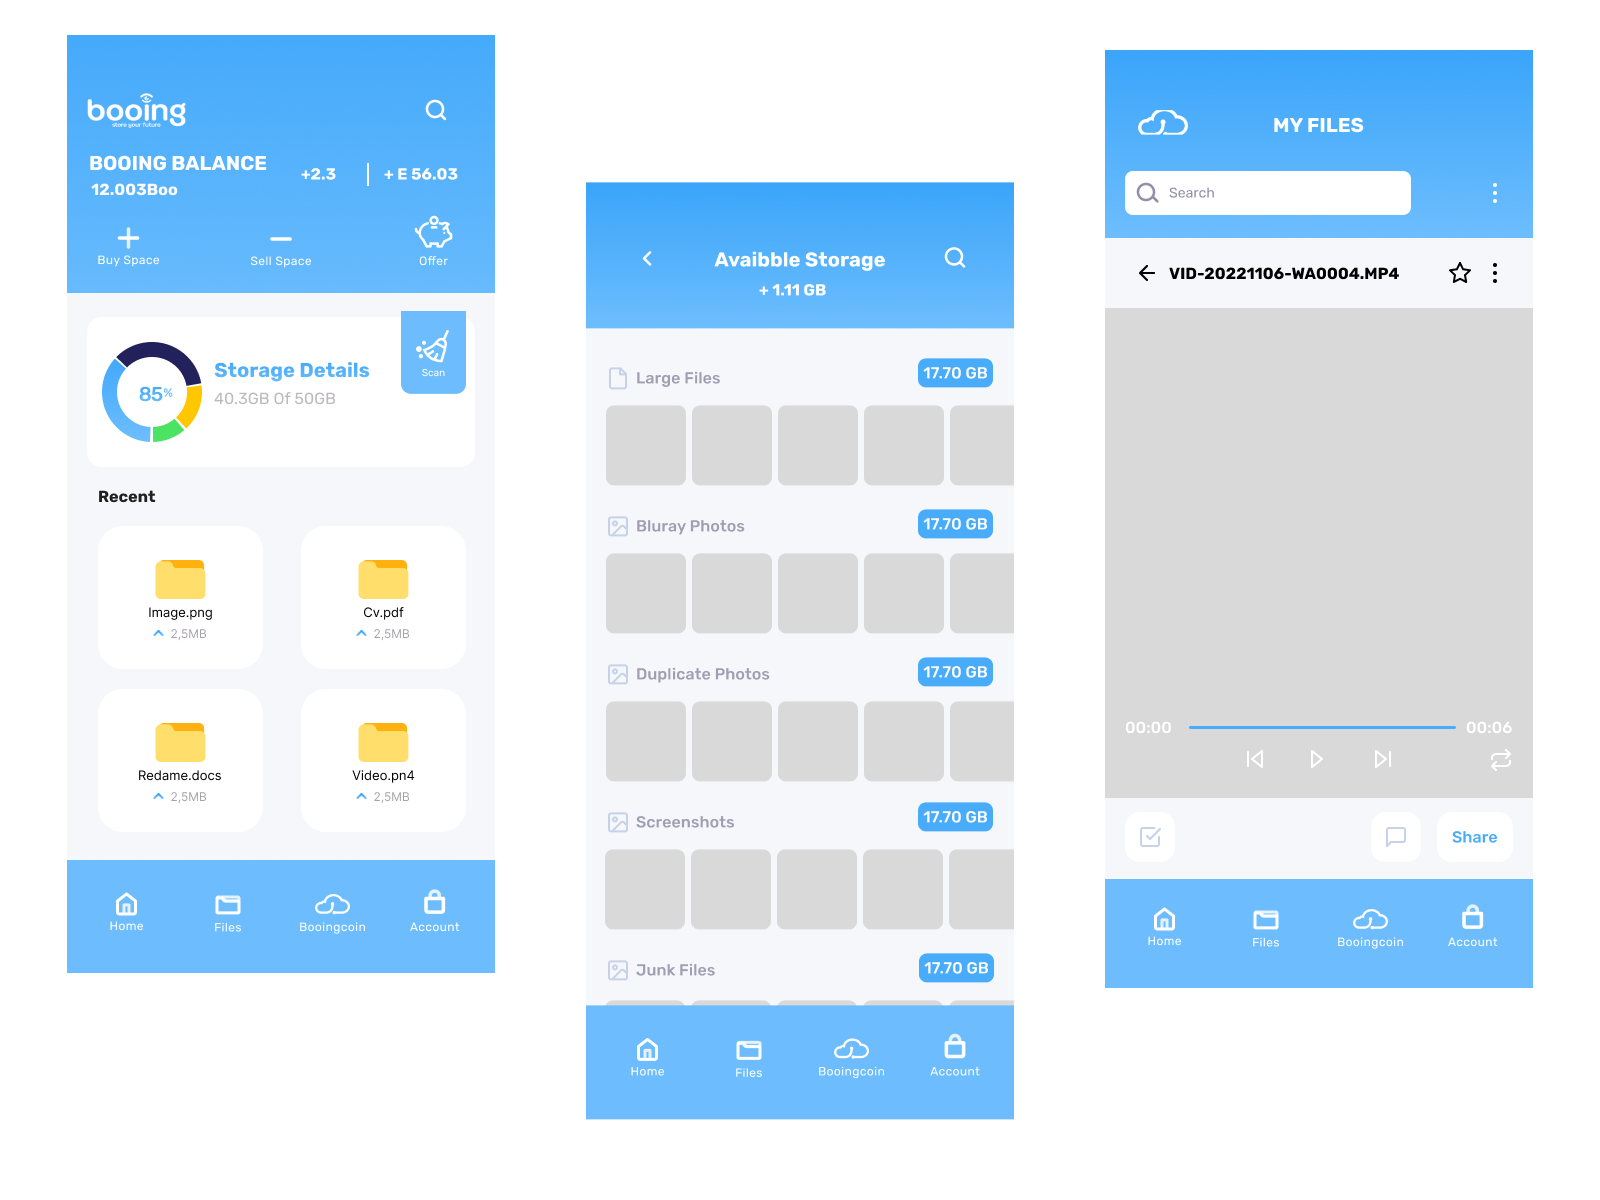 booing
store your future
BOOING BALANCE
12.003Boo
+2.3
+ E 56.03
Buy Space
Sell Space
Offer
85%
Storage Details
40.3GB Of 50GB
Scan
Recent
Image.png
2,5MB
Cv.pdf
2,5MB
Redame.docs
2,5MB
Video.pn4
2,5MB
Home
Files
Booingcoin
Account
Avaibble Storage
+ 1.11 GB
Large Files
17.70 GB
Bluray Photos
17.70 GB
Duplicate Photos
17.70 GB
Screenshots
17.70 GB
Junk Files
17.70 GB
Home
Files
Booingcoin
Account
MY FILES
Search
VID-20221106-WA0004.MP4
00:00
00:06
Share
Home
Files
Booingcoin
Account